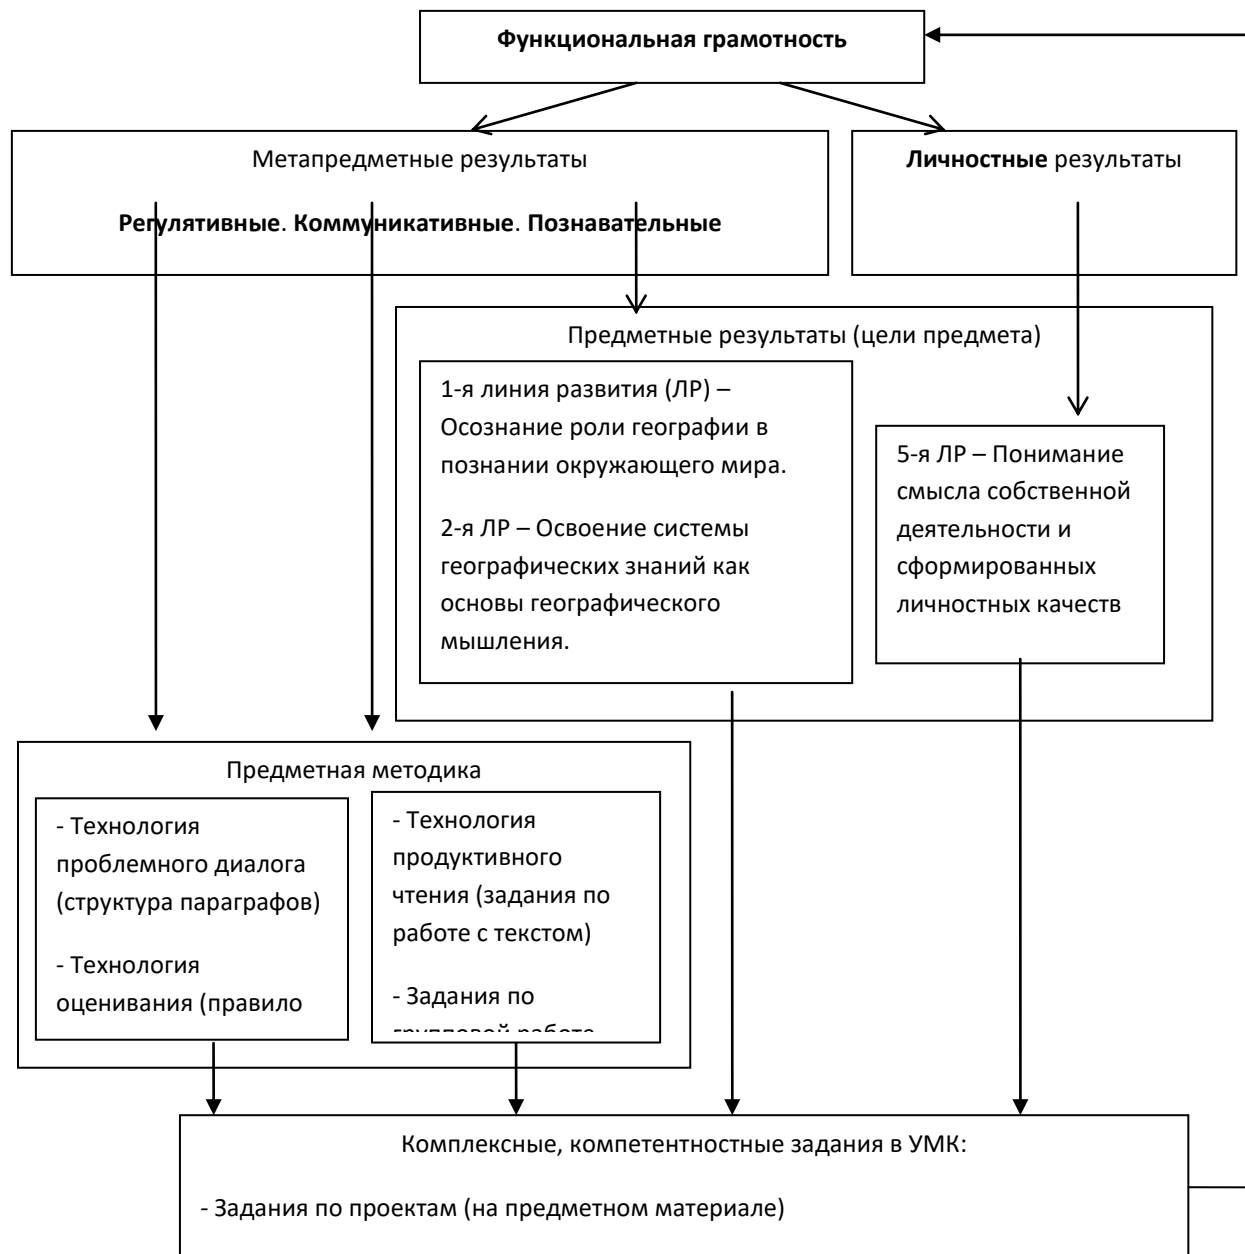 Функциональная грамотность
Метапредметные результаты
Регулятивные. Коммуникативные. Познавательные
Личностные результаты
Предметные результаты (цели предмета)
1-я линия развития (ЛР) –
Осознание роли географии в
познании окружающего мира.
2-я ЛР – Освоение системы
географических знаний как
основы географического
мышления.
5-я ЛР – Понимание
смысла собственной
деятельности и
сформированных
личностных качеств
Предметная методика
- Технология
проблемного диалога
(структура параграфов)
- Технология
оценивания (правило
- Технология
продуктивного
чтения (задания по
работе с текстом)
- Задания по
групповой работе
Комплексные, компетентностные задания в УМК:
- Задания по проектам (на предметном материале)